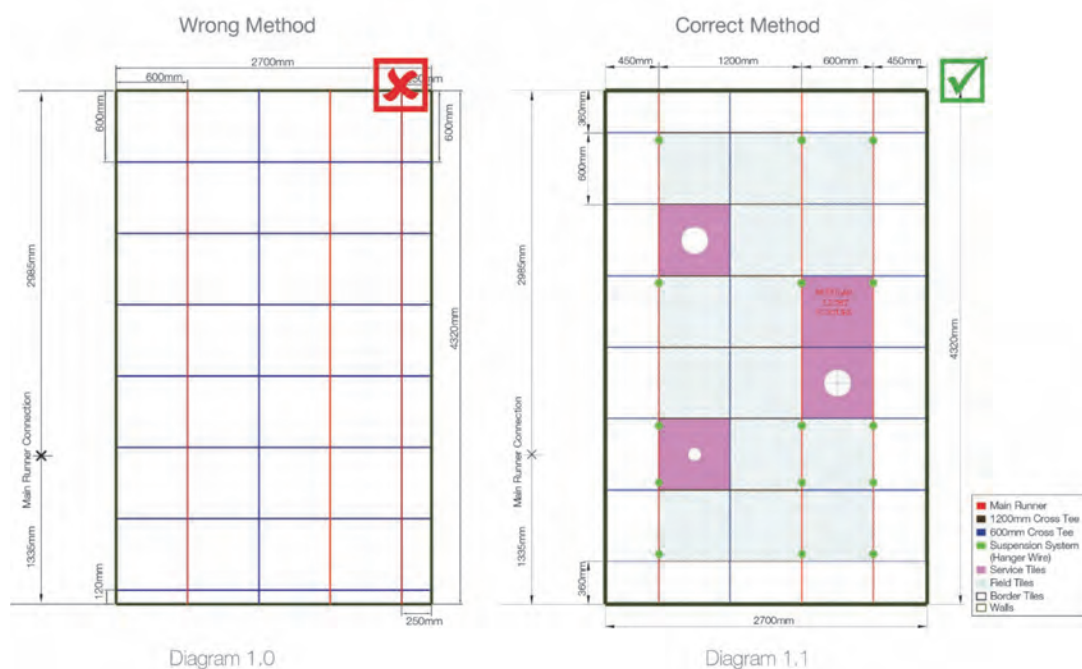 Wrong Method
2700mm
600mm
600mm
600mm
2985mm
4320mm
Main Runner Connection
1335mm
120mm
250mm
Diagram 1.0
Correct Method
450mm
1200mm
600mm
450mm
360mm
600mm
2985mm
LIGHT
4320mm
Main Runner Connection
1335mm
360mm
2700mm
Diagram 1.1
Main Runner
1200mm Cross Tee
600mm Cross Tee
Suspension System
(Hanger Wire)
Service Tiles
Field Tiles
Border Tiles
Walls